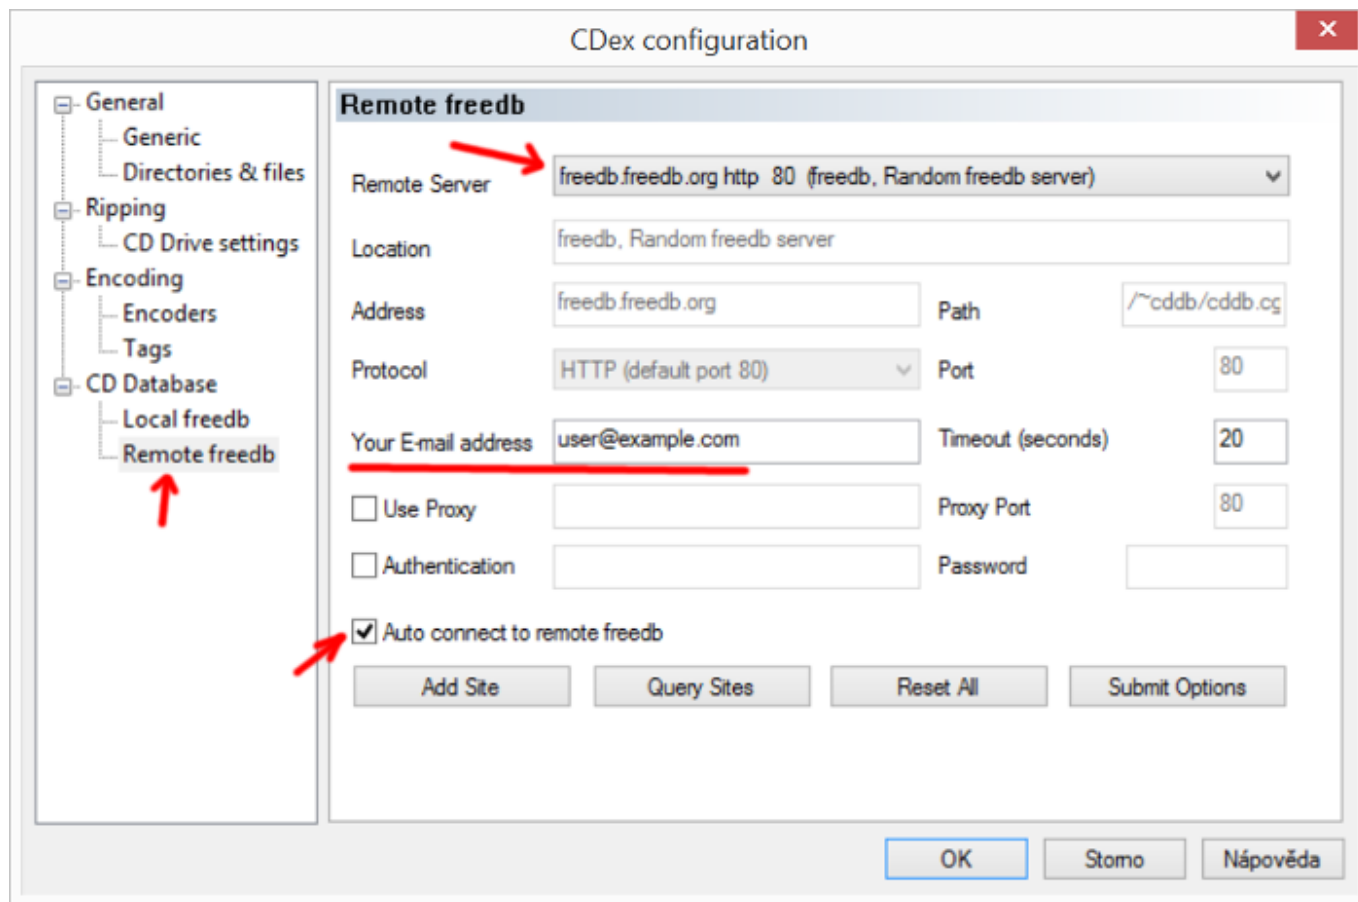 CDex configuration
General
Generic
Directories & files
Ripping
CD Drive settings
Encoding
Encoders
Tags
CD Database
Local freedb
Remote freedb
Remote freedb
Remote Server freedb.freedb.org http 80 (freedb, Random freedb server)
Location freedb, Random freedb server
Address freedb.freedb.org Path /~cddb/cddb.cg
Protocol HTTP (default port 80) Port 80
Your E-mail address user@example.com Timeout (seconds) 20
Use Proxy Proxy Port 80
Authentication Password
Auto connect to remote freedb
Add Site Query Sites Reset All Submit Options
OK Storno Nápověda